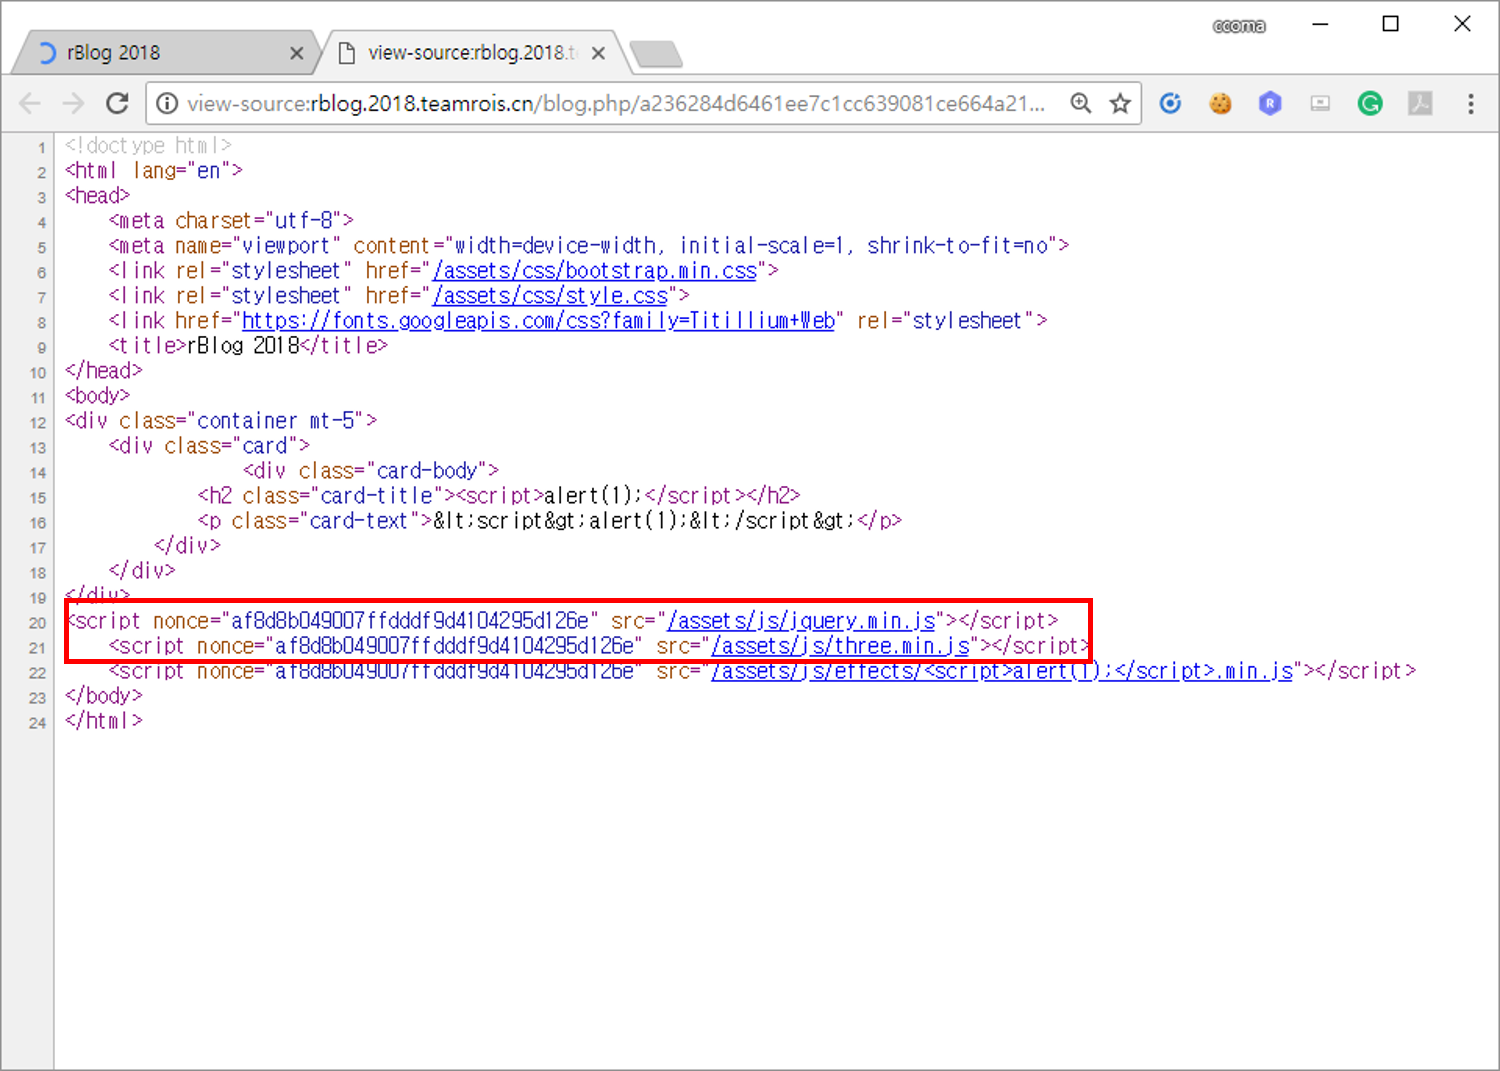 ccoma
rBlog 2018
view-source:rblog.2018.t
view-source:rblog.2018.teamrois.cn/blog.php/a236284d6461ee7c1cc639081ce664a21...
1 <!doctype html>
2 <html lang="en">
3 <head>
4 <meta charset="utf-8">
5 <meta name="viewport" content="width=device-width, initial-scale=1, shrink-to-fit=no">
6 <link rel="stylesheet" href="/assets/css/bootstrap.min.css">
7 <link rel="stylesheet" href="/assets/css/style.css">
8 <link href="https://fonts.googleapis.com/css?family=Titillium+Web" rel="stylesheet">
9 <title>rBlog 2018</title>
10 </head>
11 <body>
12 <div class="container mt-5">
13 <div class="card">
14 <div class="card-body">
15 <h2 class="card-title"><script>alert(1);</script></h2>
16 <p class="card-text">&lt;script&gt;alert(1);&lt;/script&gt;</p>
17 </div>
18 </div>
19 </div>
20 <script nonce="af8d8b049007ffdddf9d4104295d126e" src="/assets/js/jquery.min.js"></script>
21 <script nonce="af8d8b049007ffdddf9d4104295d126e" src="/assets/js/three.min.js"></script>
22 <script nonce="af8d8b049007ffdddf9d4104295d126e" src="/assets/js/effects/<script>alert(1);</script>.min.js"></script>
23 </body>
24 </html>